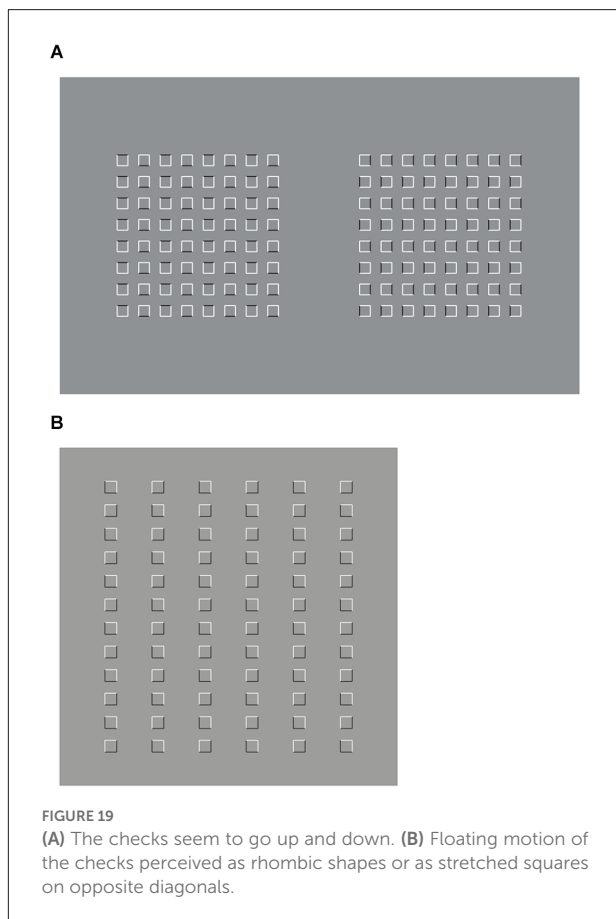 A
B
FIGURE 19
(A) The checks seem to go up and down. (B) Floating motion of
the checks perceived as rhombic shapes or as stretched squares
on opposite diagonals.